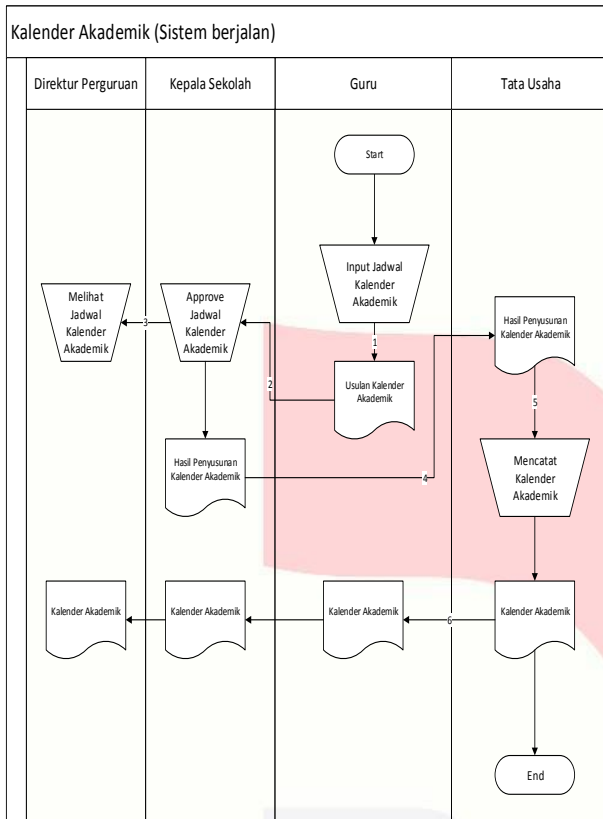 Kalender Akademik (Sistem berjalan)
Direktur Perguruan
Kepala Sekolah
Guru
Tata Usaha
Start
Input Jadwal
Kalender
Akademik
Melihat
Jadwal
Kalender
Akademik
3
Approve
Jadwal
Kalender
Akademik
1
Hasil Penyusunan
Kalender Akademik
2
Usulan Kalender
Akademik
5
Hasil Penyusunan
Kalender Akademik
4
Mencatat
Kalender
Akademik
Kalender Akademik
Kalender Akademik
Kalender Akademik
6
Kalender Akademik
End